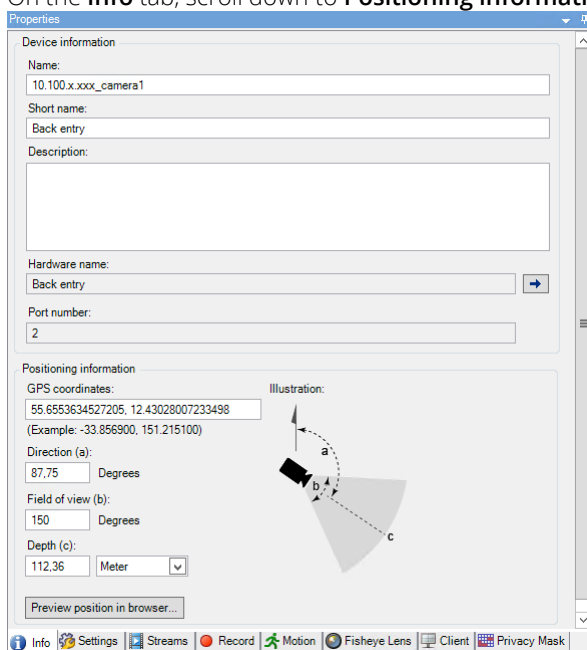 On the Info tab, scroll down to Positioning informati
Properties
Device information
Name:
10.100.x.xxx_camera1
Short name:
Back entry
Description:
Hardware name:
Back entry
Port number:
2
Positioning information
GPS coordinates:
Illustration:
55.6553634527205, 12.43028007233498
(Example: -33.856900, 151.215100)
Direction (a):
87,75 Degrees
Field of view (b):
150 Degrees
Depth (c):
112,36 Meter
a
b
c
Preview position in browser...
Info Settings Streams Record Motion Fisheye Lens Client Privacy Mask